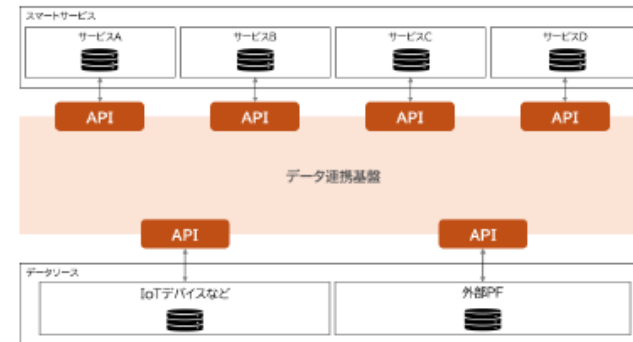 スマートサービス
サービスA
サービスB
サービスC
サービスD
API
API
API
API
データ連携基盤
API
API
データソース
IoTデバイスなど
外部PF